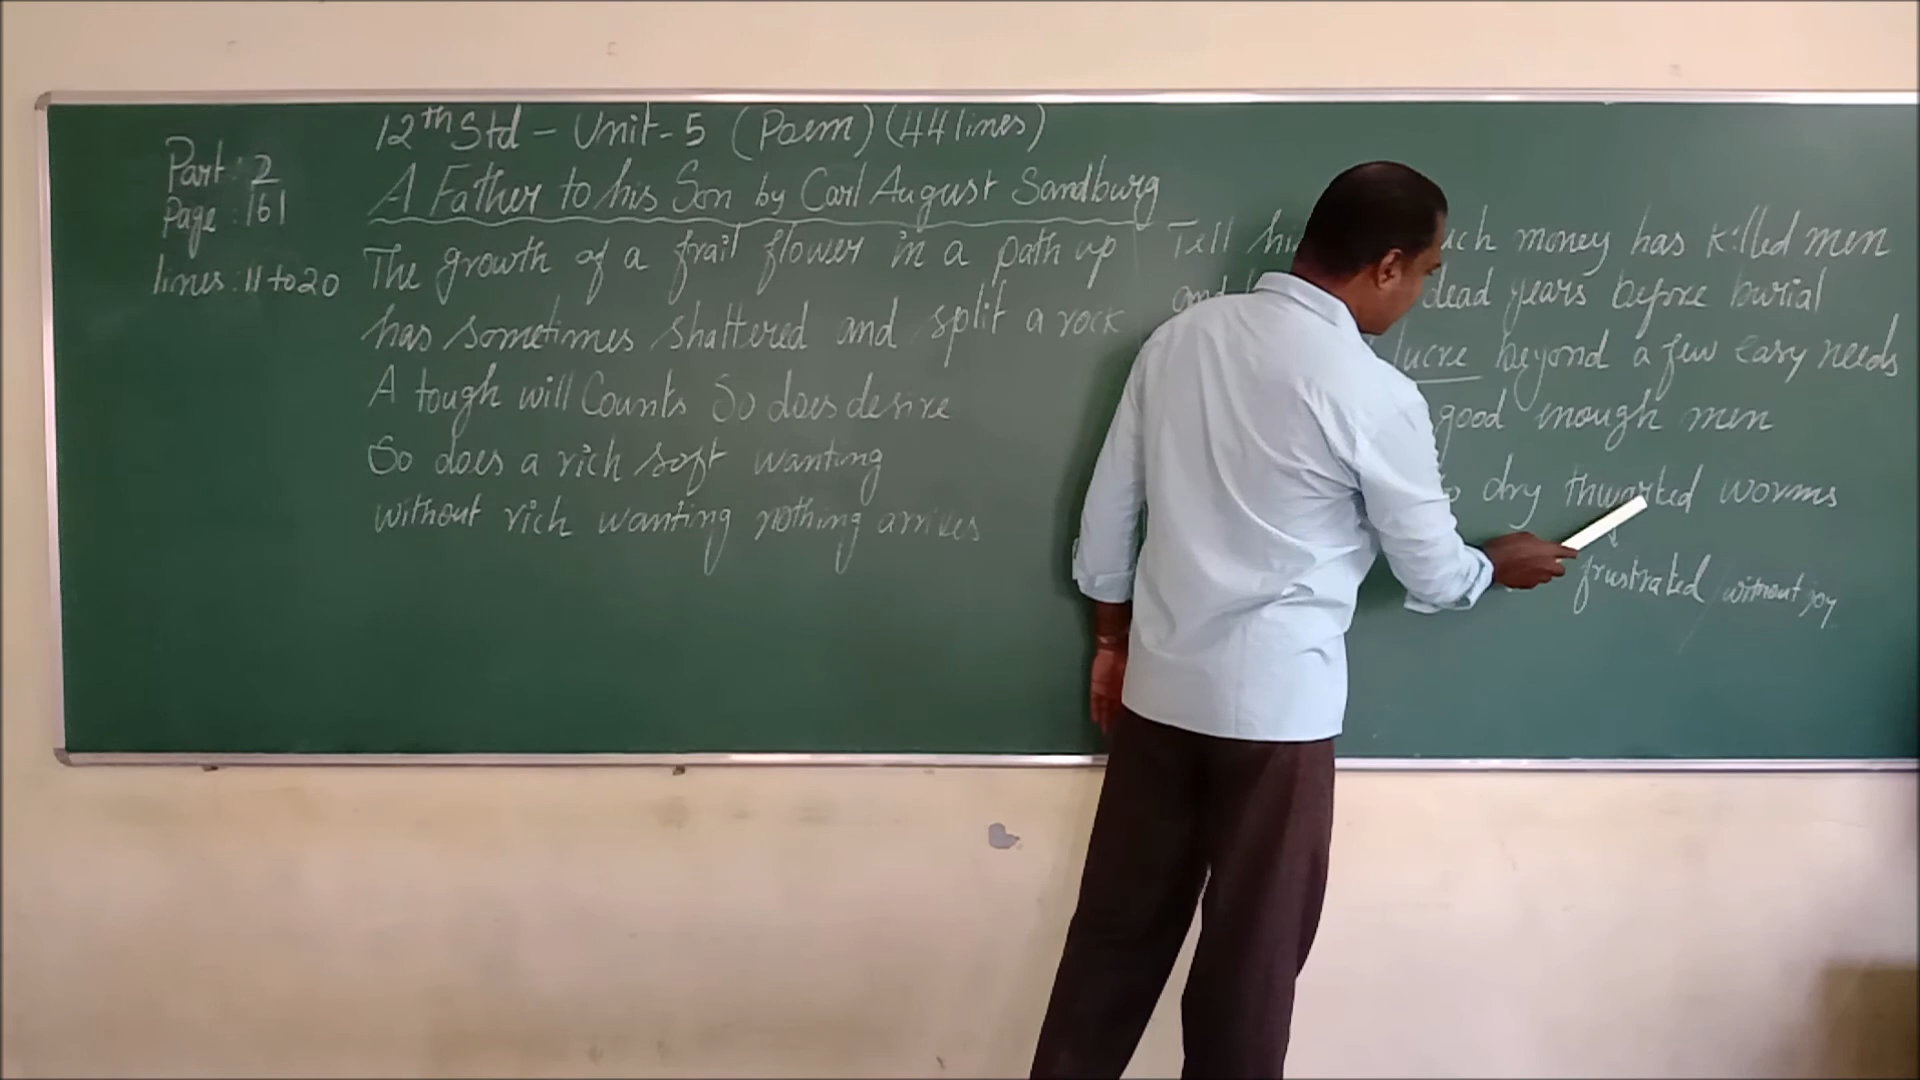 12th Std - Unit - 5 (Poem) (44 lines)
Part: 2
Page: 161
lines: 11 to 20
A Father to his Son by Carl August Sandburg
The growth of a frail flower in a path up
has sometimes shattered and split a rock
A tough will Counts So does desire
So does a rich soft wanting
without rich wanting nothing arrives
Tell money has killed men
and dead years before burial
lucre beyond a few easy needs
good enough men
dry thwarted worms
frustrated / without joy